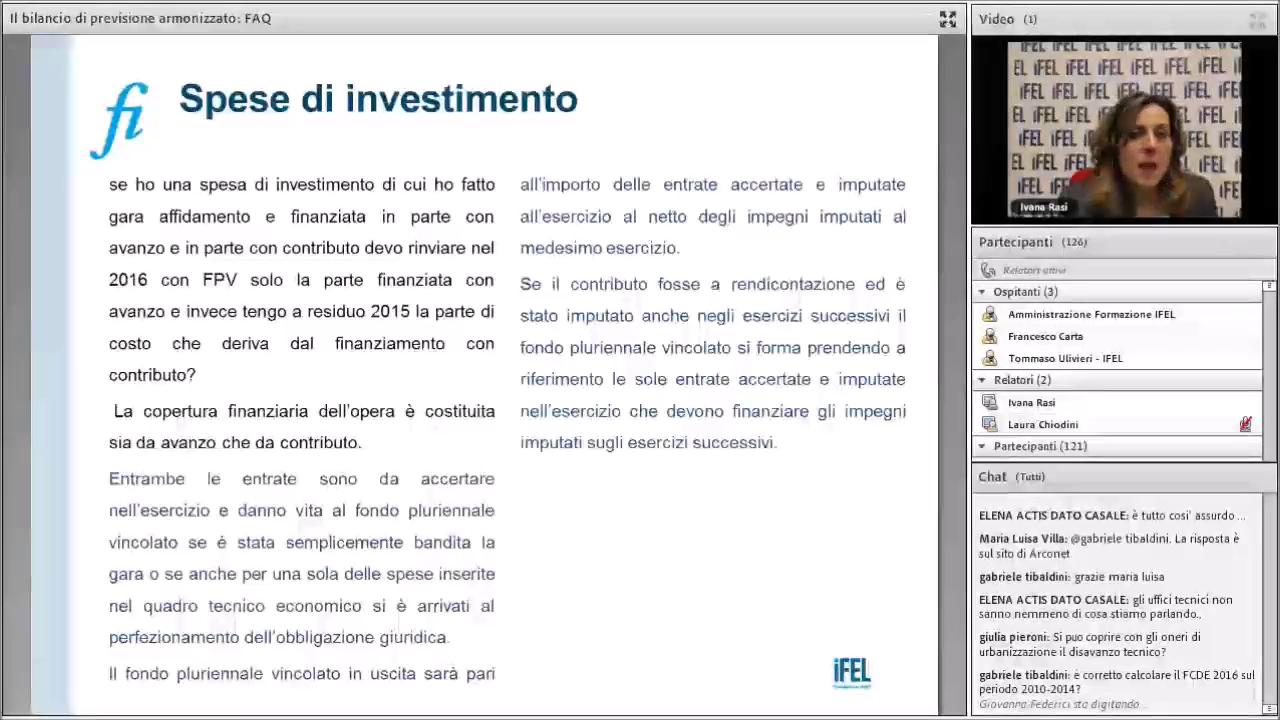 Il bilancio di previsione armonizzato: FAQ
fi
Spese di investimento
se ho una spesa di investimento di cui ho fatto
gara affidamento e finanziata in parte con
avanzo e in parte con contributo devo rinviare nel
2016 con FPV solo la parte finanziata con
avanzo e invece tengo a residuo 2015 la parte di
costo che deriva dal finanziamento con
contributo?
La copertura finanziaria dell'opera è costituita
sia da avanzo che da contributo.
Entrambe le entrate sono da accertare
nell'esercizio e danno vita al fondo pluriennale
vincolato se è stata semplicemente bandita la
gara o se anche per una sola delle spese inserite
nel quadro tecnico economico si è arrivati al
perfezionamento dell'obbligazione giuridica.
Il fondo pluriennale vincolato in uscita sarà pari
all'importo delle entrate accertate e imputate
all'esercizio al netto degli impegni imputati al
medesimo esercizio.
Se il contributo fosse a rendicontazione ed è
stato imputato anche negli esercizi successivi il
fondo pluriennale vincolato si forma prendendo a
riferimento le sole entrate accertate e imputate
nell'esercizio che devono finanziare gli impegni
imputati sugli esercizi successivi.
iFEL
Video (1)
EL iFEL iFEL iFEL
Ivana Rasi
Partecipanti (126)
Relatori attivi
Ospitanti (3)
Amministrazione Formazione IFEL
Francesco Carta
Tommaso Ulivieri - IFEL
Relatori (2)
Ivana Rasi
Laura Chiodini
Partecipanti (121)
Chat (Tutti)
ELENA ACTIS DATO CASALE: è tutto cosi' assurdo ...
Maria Luisa Villa: @gabriele tibaldini. La risposta è
sul sito di Arconet
gabriele tibaldini: grazie maria luisa
ELENA ACTIS DATO CASALE: gli uffici tecnici non
sanno nemmeno di cosa stiamo parlando..
giulia pieroni: Si puo coprire con gli oneri di
urbanizzazione il disavanzo tecnico?
gabriele tibaldini: è corretto calcolare il FCDE 2016 sul
periodo 2010-2014?
Giovanna Federici sta digitando...